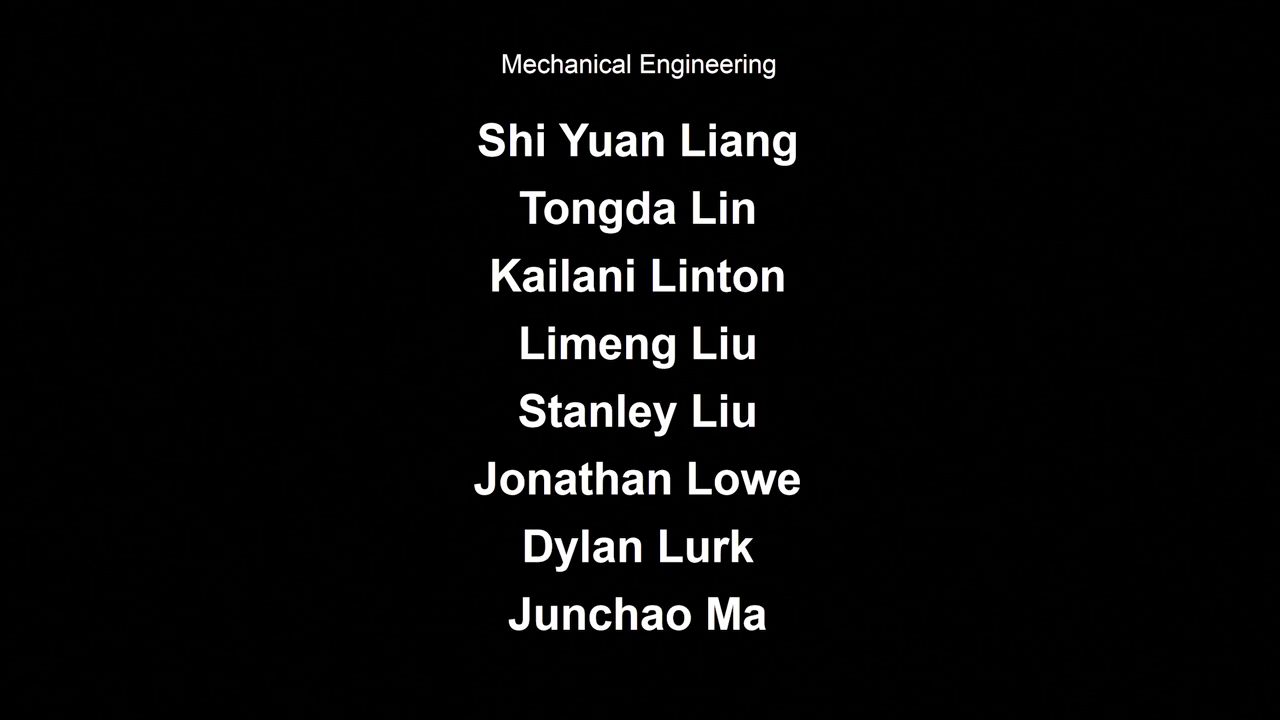 Mechanical Engineering
Shi Yuan Liang
Tongda Lin
Kailani Linton
Limeng Liu
Stanley Liu
Jonathan Lowe
Dylan Lurk
Junchao Ma